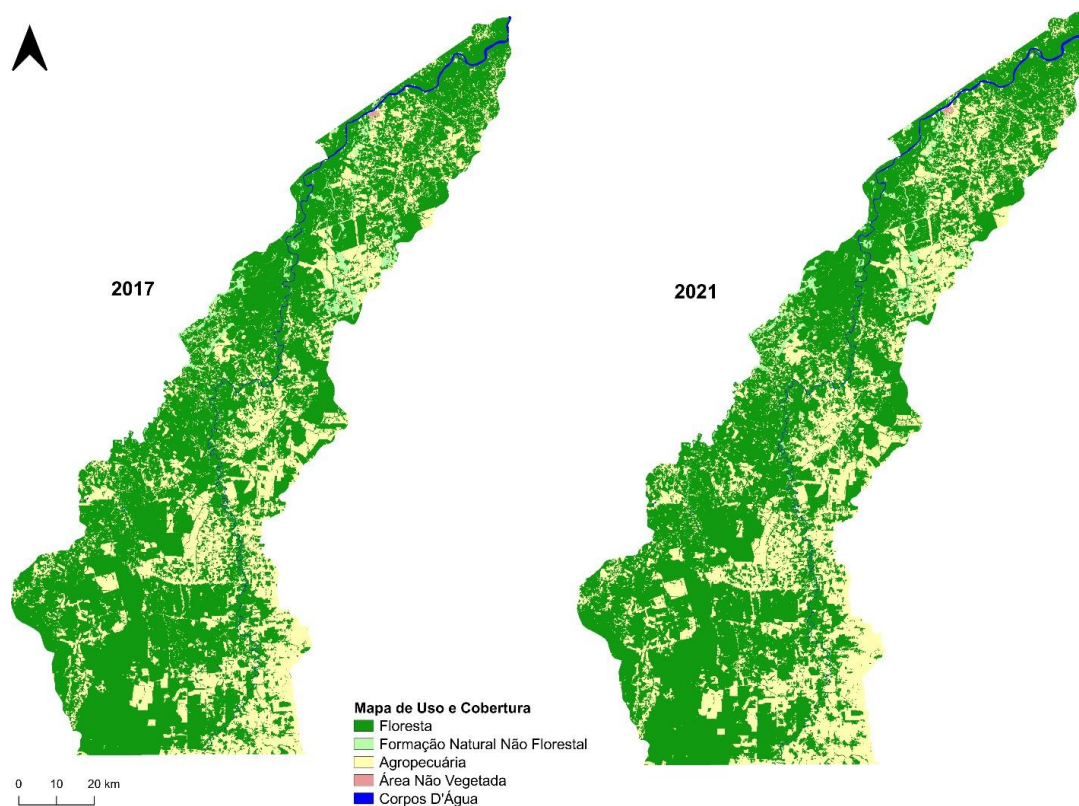 2017
2021
Mapa de Uso e Cobertura
Floresta
Formação Natural Não Florestal
Agropecuária
Área Não Vegetada
Corpos D'Água
0 10 20 km